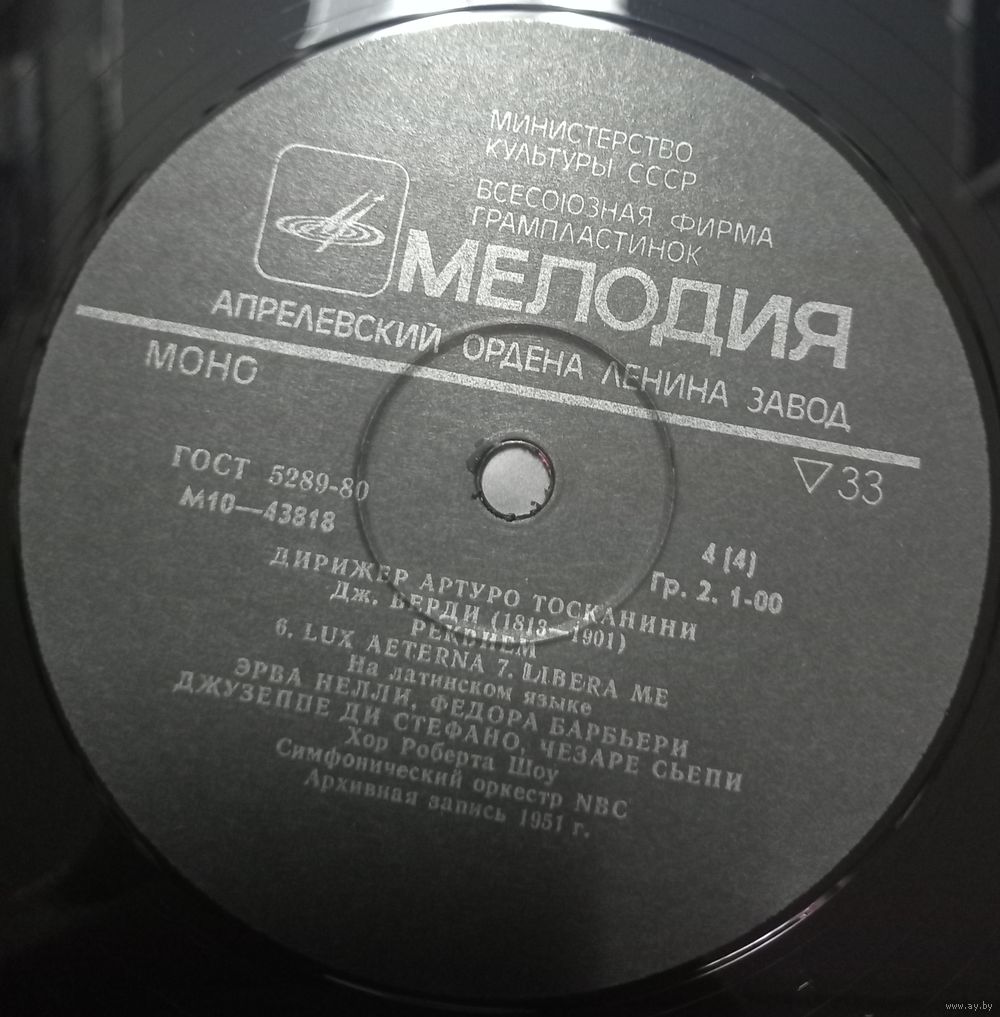 МИНИСТЕРСТВО
КУЛЬТУРЫ СССР
ВСЕСОЮЗНАЯ ФИРМА
ГРАМПЛАСТИНОК
МЕЛОДИЯ
АПРЕЛЕВСКИЙ ОРДЕНА ЛЕНИНА ЗАВОД
МОНО
▽33
ГОСТ 5289-80
М10—43818
4 [4]
Гр. 2. 1-00
ДИРИЖЕР АРТУРО ТОСКАНИНИ
Дж. ВЕРДИ (1813—1901)
РЕКВИЕМ
6. LUX AETERNA 7. LIBERA ME
На латинском языке
ЭРВА НЕЛЛИ, ФЕДОРА БАРБЬЕРИ
ДЖУЗЕППЕ ДИ СТЕФАНО, ЧЕЗАРЕ СЬЕПИ
Хор Роберта Шоу
Симфонический оркестр NBC
Архивная запись 1951 г.
www.ay.by